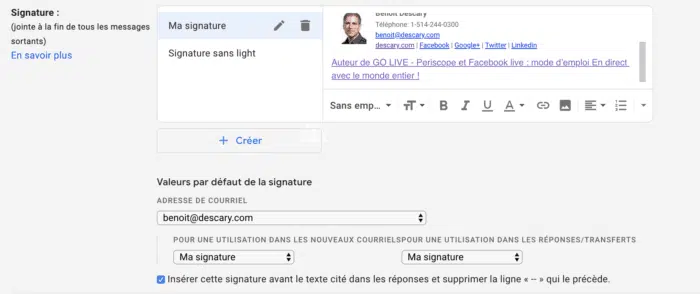 Signature :
(jointe à la fin de tous les messages
sortants)
En savoir plus
Ma signature
Signature sans light
Benoit Descary
Téléphone: 1-514-244-0300
benoit@descary.com
descary.com | Facebook | Google+ | Twitter | Linkedin
Auteur de GO LIVE - Periscope et Facebook live : mode d'emploi En direct
avec le monde entier !
Sans emp...
B I U A
+ Créer
Valeurs par défaut de la signature
ADRESSE DE COURRIEL
benoit@descary.com
POUR UNE UTILISATION DANS LES NOUVEAUX COURRIELS
POUR UNE UTILISATION DANS LES RÉPONSES/TRANSFERTS
Ma signature
Ma signature
Insérer cette signature avant le texte cité dans les réponses et supprimer la ligne « -- » qui le précède.